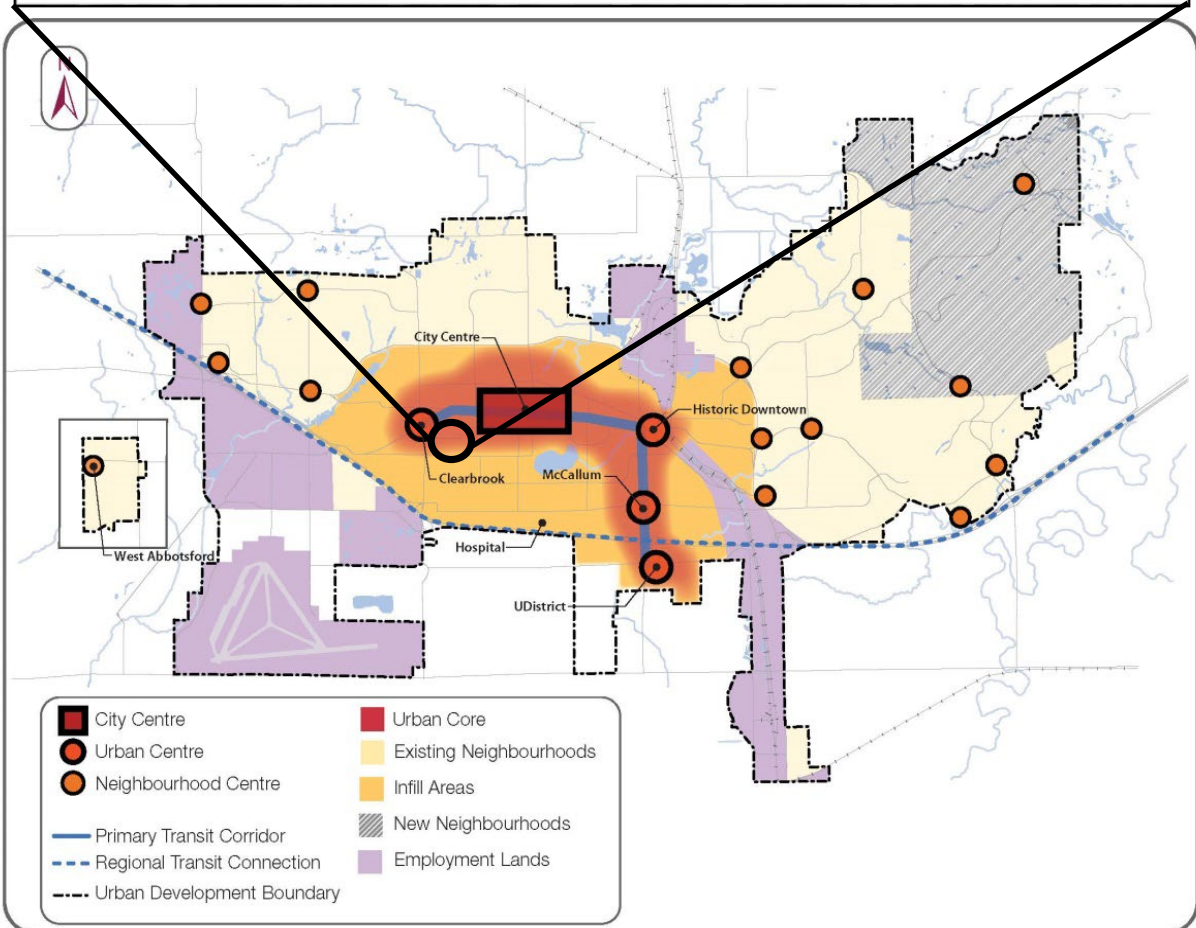 N
City Centre
Historic Downtown
McCallum
Clearbrook
Hospital
West Abbotsford
UDistrict
City Centre
Urban Centre
Neighbourhood Centre
Primary Transit Corridor
Regional Transit Connection
Urban Development Boundary
Urban Core
Existing Neighbourhoods
Infill Areas
New Neighbourhoods
Employment Lands